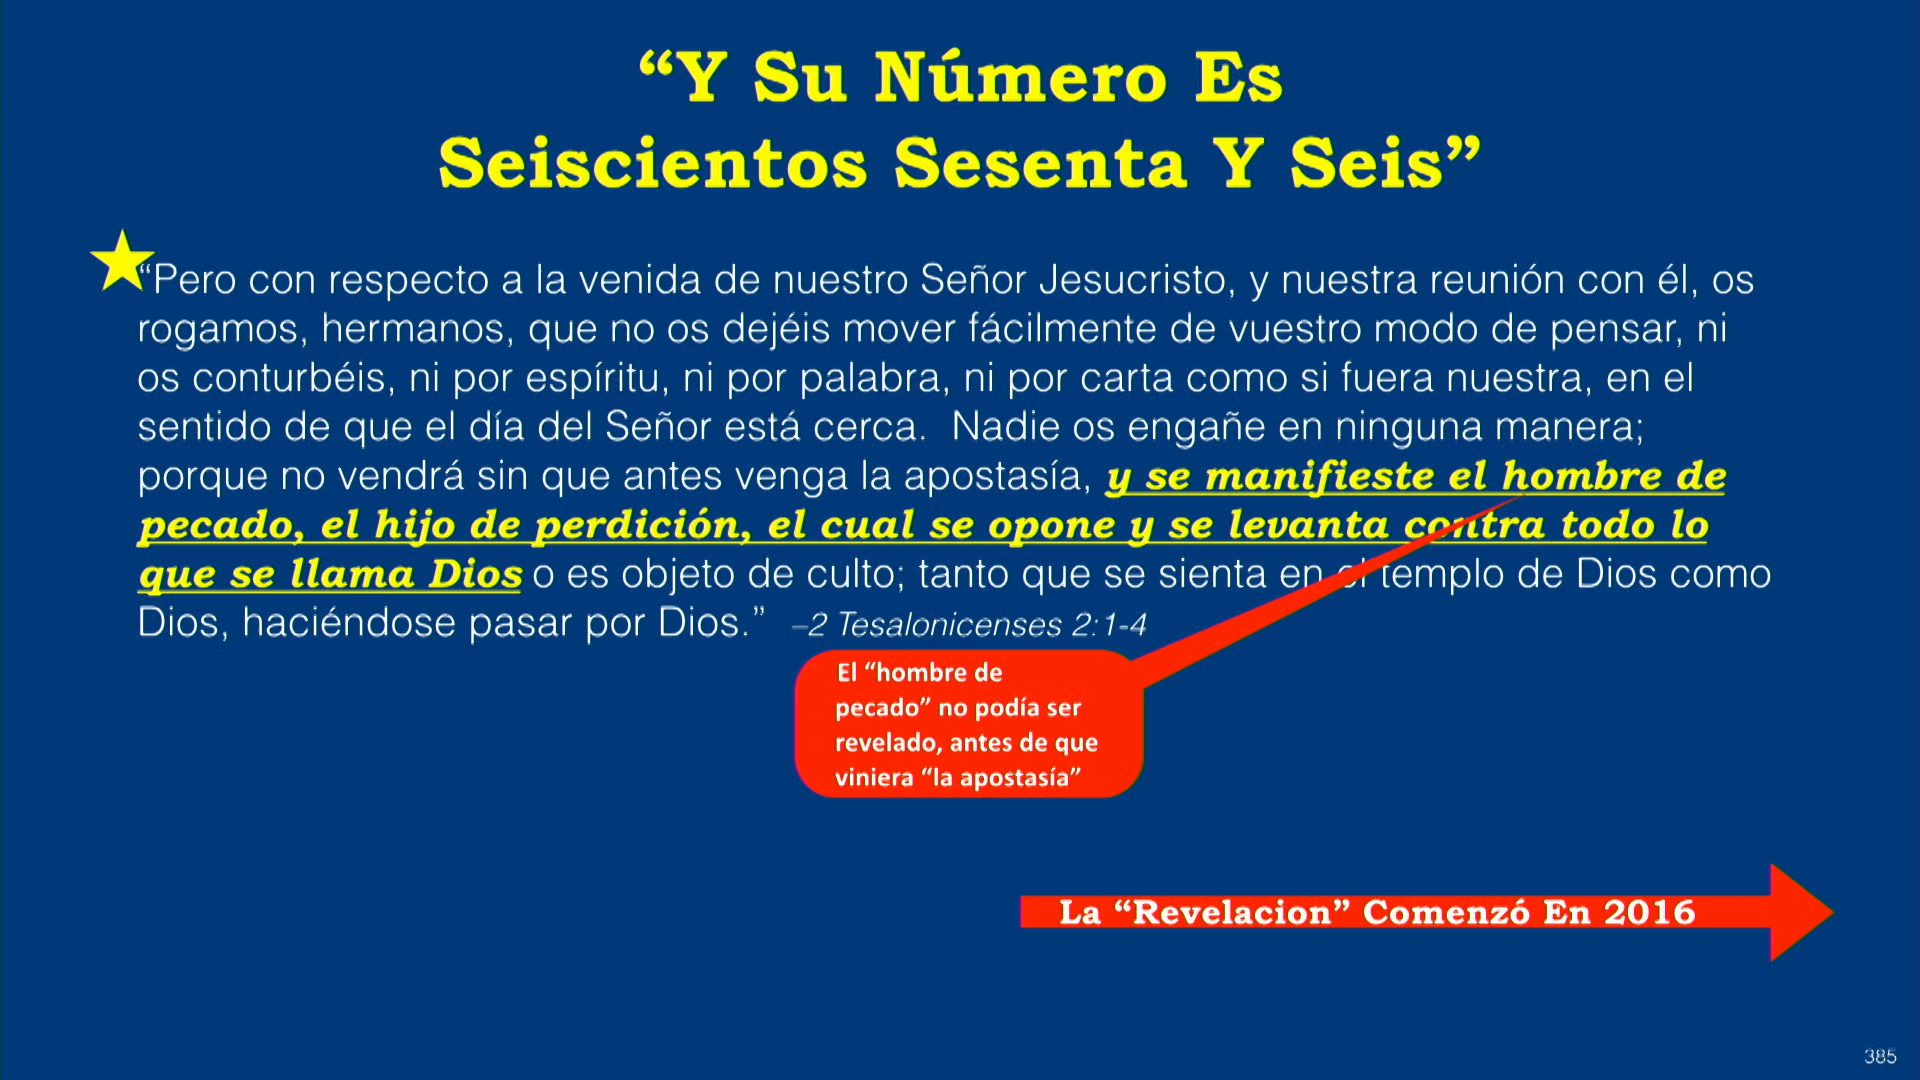 “Y Su Número Es
Seiscientos Sesenta Y Seis”
“Pero con respecto a la venida de nuestro Señor Jesucristo, y nuestra reunión con él, os
rogamos, hermanos, que no os dejéis mover fácilmente de vuestro modo de pensar, ni
os conturbéis, ni por espíritu, ni por palabra, ni por carta como si fuera nuestra, en el
sentido de que el día del Señor está cerca.  Nadie os engañe en ninguna manera;
porque no vendrá sin que antes venga la apostasía, y se manifieste el hombre de
pecado, el hijo de perdición, el cual se opone y se levanta contra todo lo
que se llama Dios o es objeto de culto; tanto que se sienta en el templo de Dios como
Dios, haciéndose pasar por Dios.”  –2 Tesalonicenses 2:1-4
El “hombre de
pecado” no podía ser
revelado, antes de que
viniera “la apostasía”
La “Revelacion” Comenzó En 2016
385